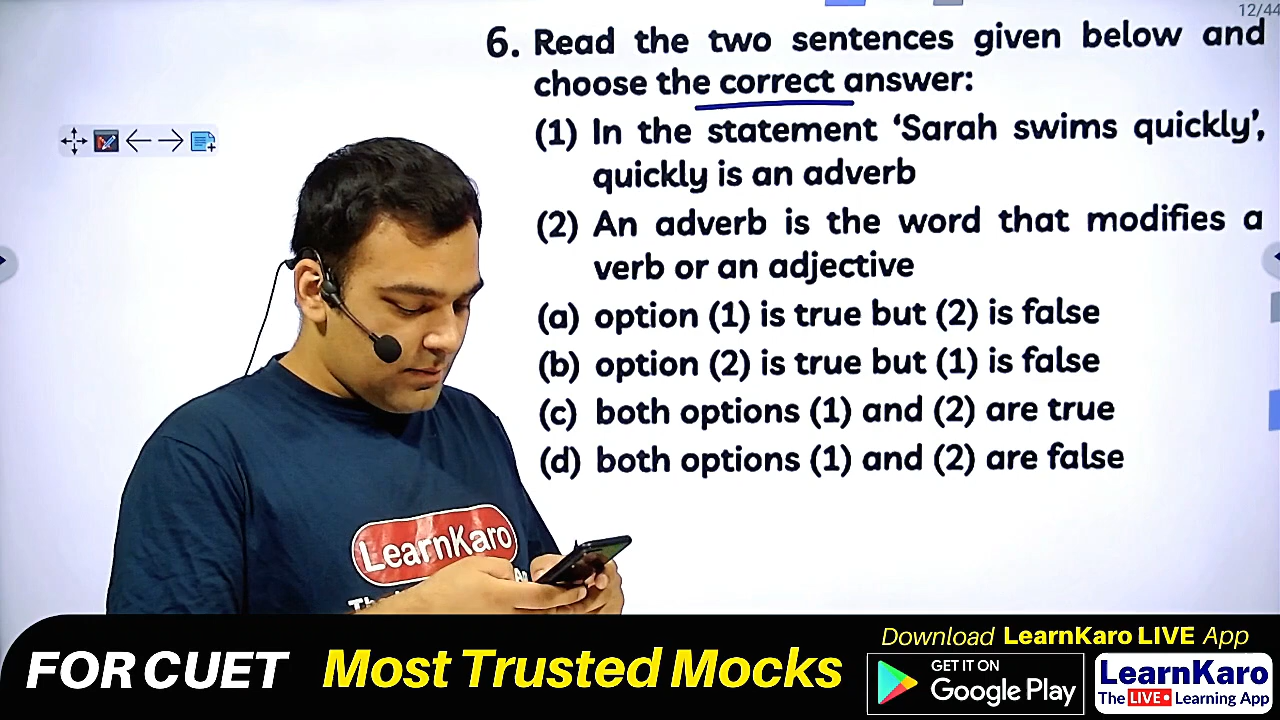 12/44
6. Read the two sentences given below and
choose the correct answer:
(1) In the statement ‘Sarah swims quickly’,
quickly is an adverb
(2) An adverb is the word that modifies a
verb or an adjective
(a) option (1) is true but (2) is false
(b) option (2) is true but (1) is false
(c) both options (1) and (2) are true
(d) both options (1) and (2) are false
LearnKaro
FOR CUET Most Trusted Mocks
Download LearnKaro LIVE App
GET IT ON
Google Play
LearnKaro
The LIVE Learning App